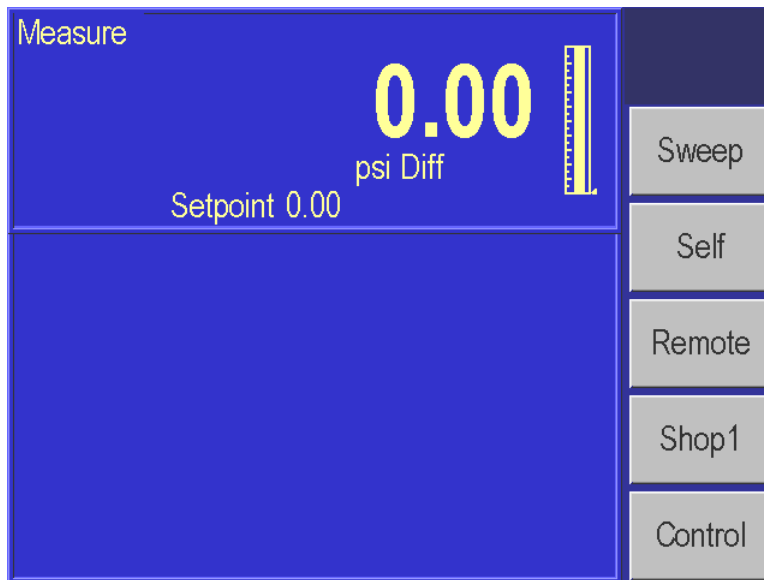 Measure
0.00
psi Diff
Setpoint 0.00
Sweep
Self
Remote
Shop1
Control